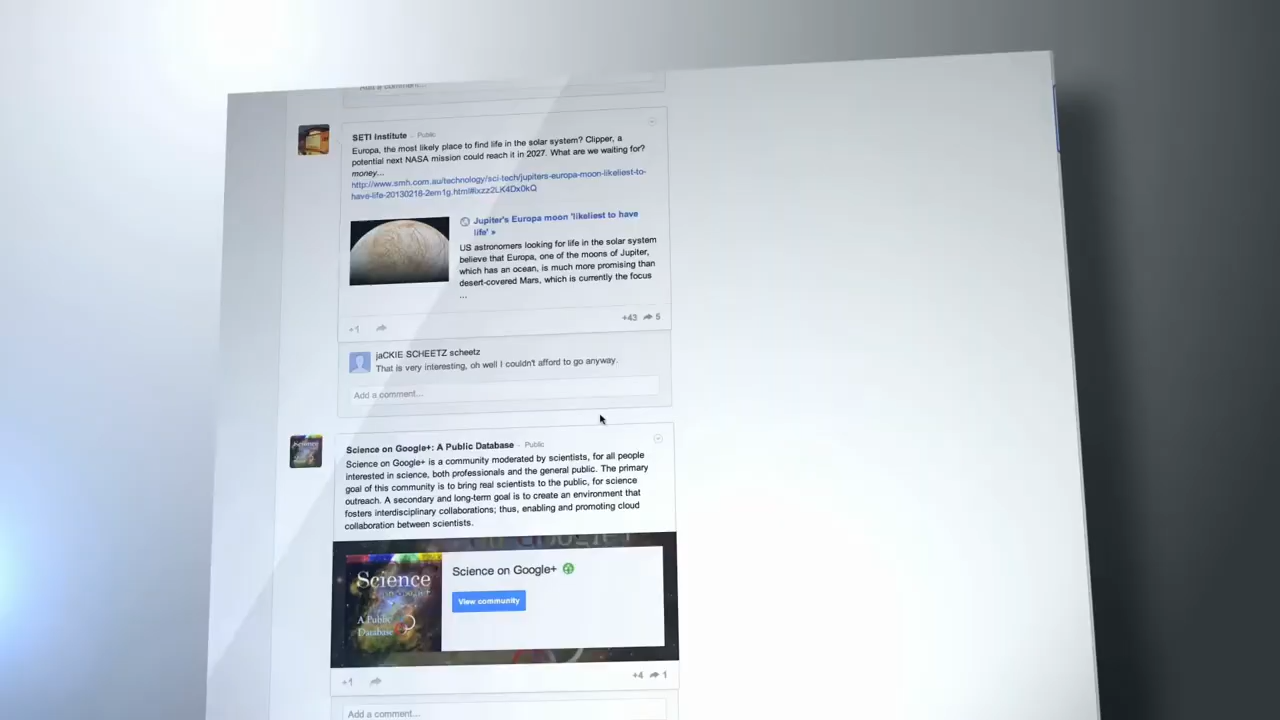 Add a comment...
SETI Institute - Public
Europa, the most likely place to find life in the solar system? Clipper, a
potential next NASA mission could reach it in 2027. What are we waiting for?
money...
http://www.smh.com.au/technology/sci-tech/jupiters-europa-moon-likeliest-to-
have-life-20130218-2em1g.html#ixzz2LK4Dx0kQ
Jupiter's Europa moon 'likeliest to have
life' »
US astronomers looking for life in the solar system
believe that Europa, one of the moons of Jupiter,
which has an ocean, is much more promising than
desert-covered Mars, which is currently the focus
...
+1
+43 5
jaCKIE SCHEETZ scheetz
That is very interesting, oh well I couldn't afford to go anyway.
Add a comment...
Science on Google+: A Public Database - Public
Science on Google+ is a community moderated by scientists, for all people
interested in science, both professionals and the general public. The primary
goal of this community is to bring real scientists to the public, for science
outreach. A secondary and long-term goal is to create an environment that
fosters interdisciplinary collaborations; thus, enabling and promoting cloud
collaboration between scientists.
Science
A Public
Database
Science on Google+
View community
+1
+4 1
Add a comment...